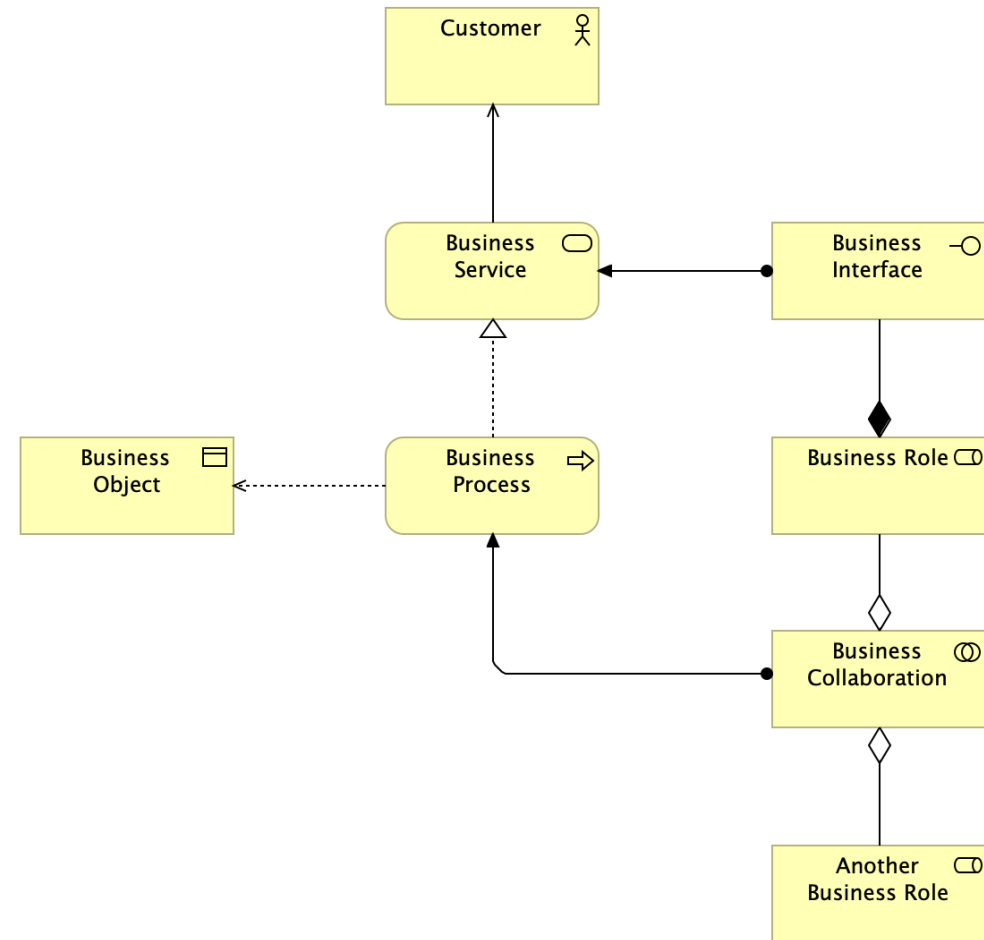 Customer
Business
Service
Business
Interface
Business
Object
Business
Process
Business Role
Business
Collaboration
Another
Business Role